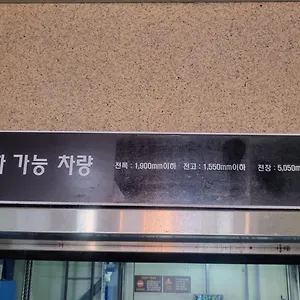 가능 차량 전폭 : 1,900mm이하 전고 : 1,550mm이하 전장 : 5,050m